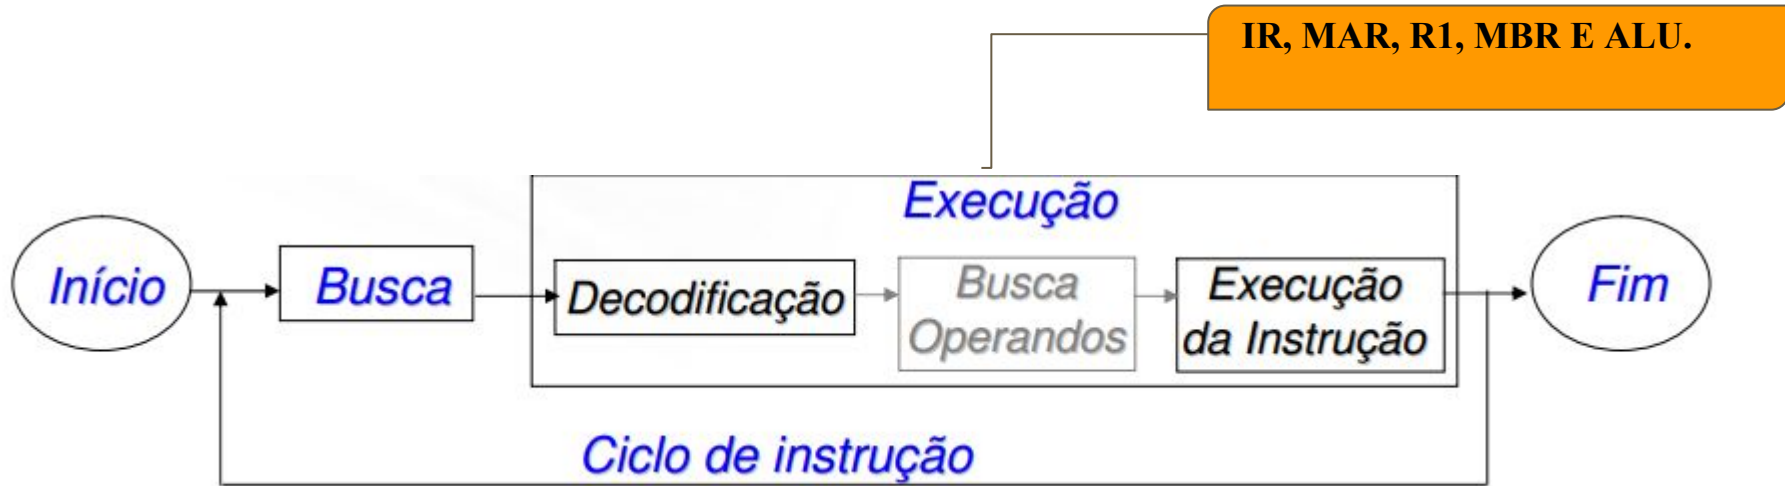 IR, MAR, R1, MBR E ALU.
Execução
Início
Busca
Decodificação
Busca
Operandos
Execução
da Instrução
Fim
Ciclo de instrução